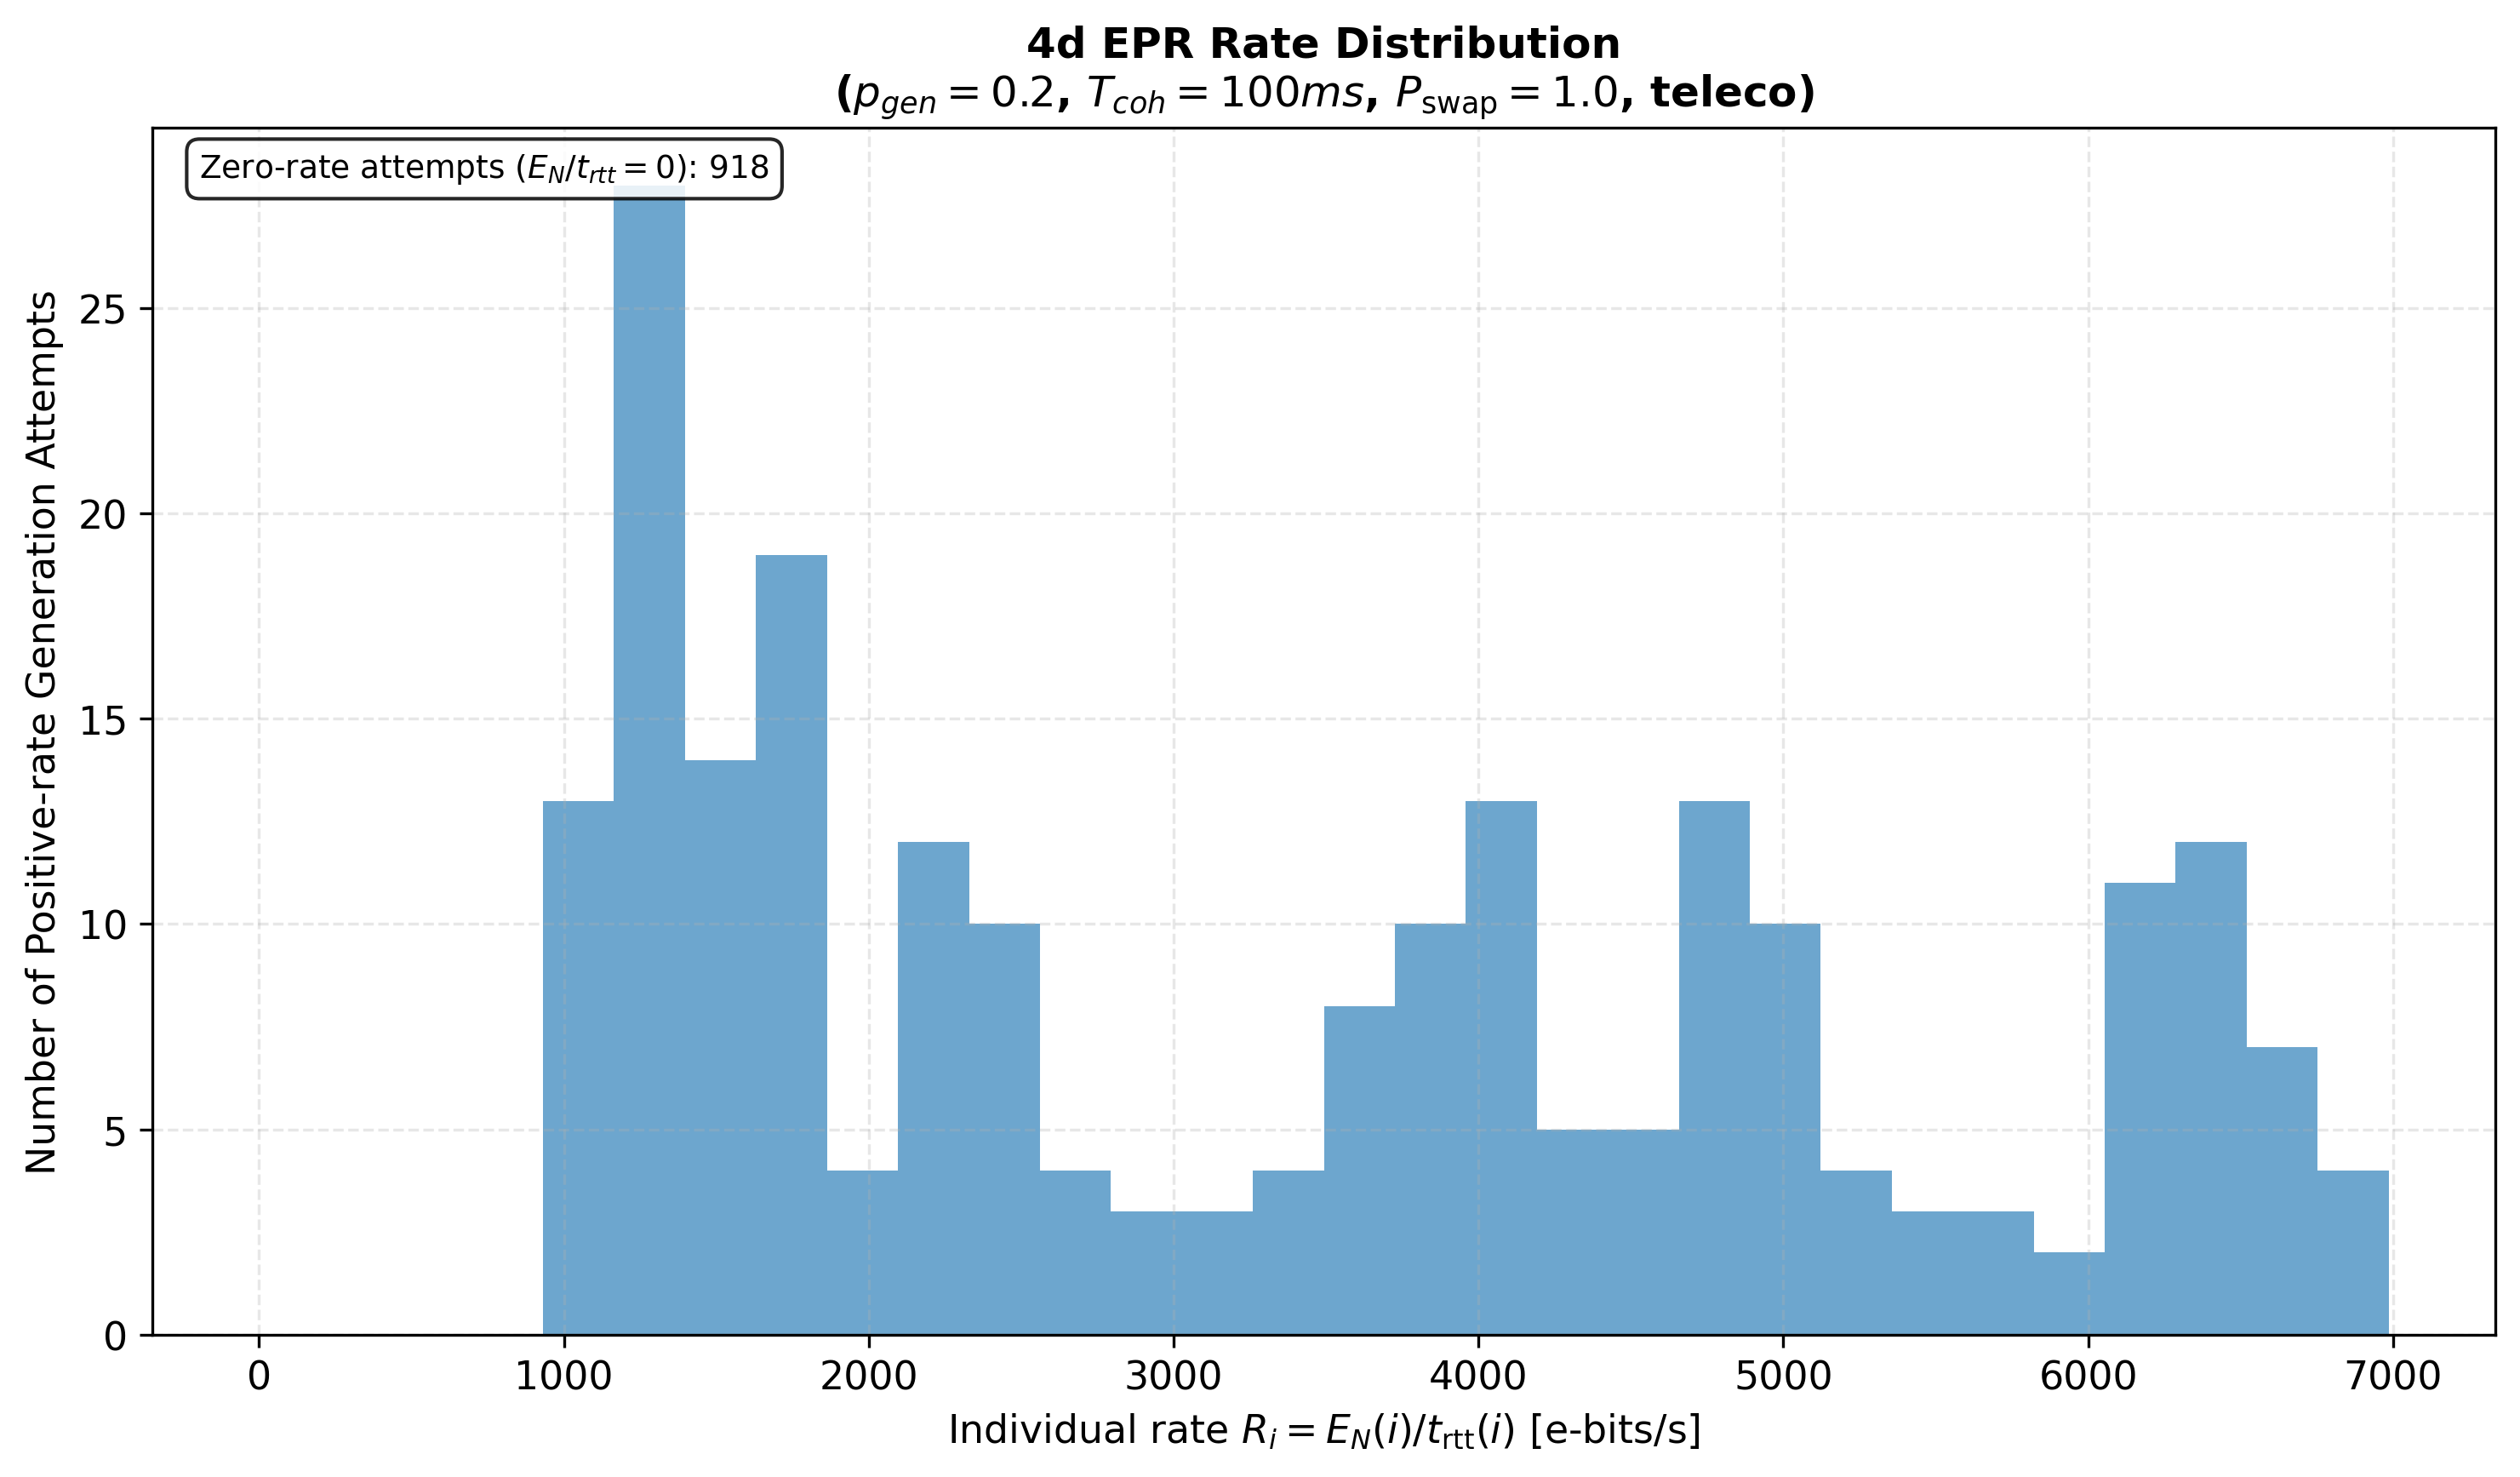 4d EPR Rate Distribution
(p_gen = 0.2, T_coh = 100ms, P_swap = 1.0, teleco)
Zero-rate attempts (E_N/t_rtt = 0): 918
Number of Positive-rate Generation Attempts
25
20
15
10
5
0
0 1000 2000 3000 4000 5000 6000 7000
Individual rate R_i = E_N(i)/t_rtt(i) [e-bits/s]